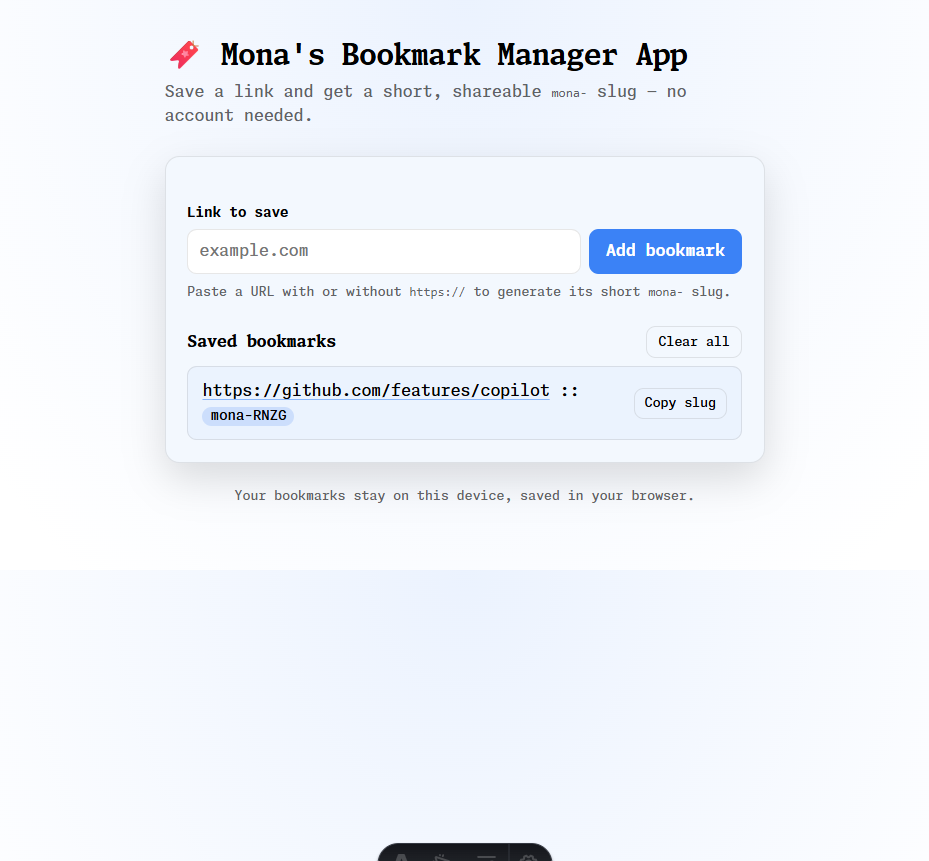 Mona's Bookmark Manager App
Save a link and get a short, shareable mona- slug — no
account needed.
Link to save
example.com
Add bookmark
Paste a URL with or without https:// to generate its short mona- slug.
Saved bookmarks
Clear all
https://github.com/features/copilot ::
mona-RNZG
Copy slug
Your bookmarks stay on this device, saved in your browser.